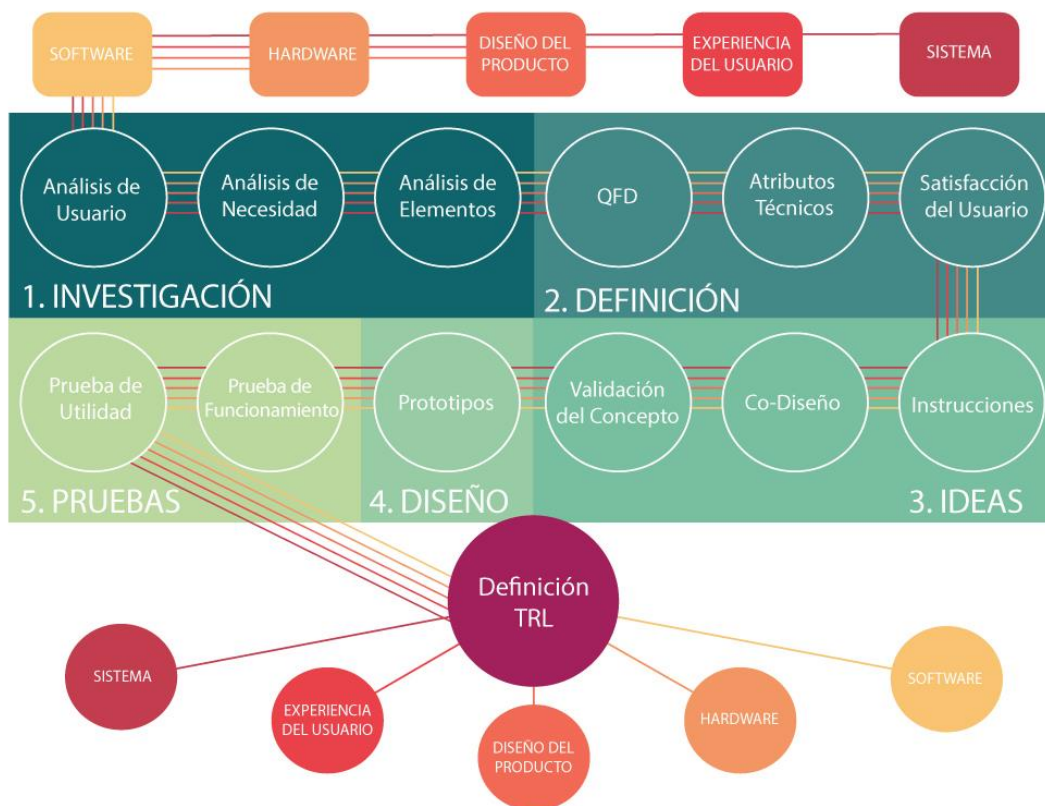 SOFTWARE
HARDWARE
DISEÑO DEL
PRODUCTO
EXPERIENCIA
DEL USUARIO
SISTEMA
Análisis de
Usuario
Análisis de
Necesidad
Análisis de
Elementos
QFD
Atributos
Técnicos
Satisfacción
del Usuario
1. INVESTIGACIÓN
2. DEFINICIÓN
Prueba de
Utilidad
Prueba de
Funcionamiento
Prototipos
Validación
del Concepto
Co-Diseño
Instrucciones
5. PRUEBAS
4. DISEÑO
3. IDEAS
Definición
TRL
SISTEMA
EXPERIENCIA
DEL USUARIO
DISEÑO DEL
PRODUCTO
HARDWARE
SOFTWARE